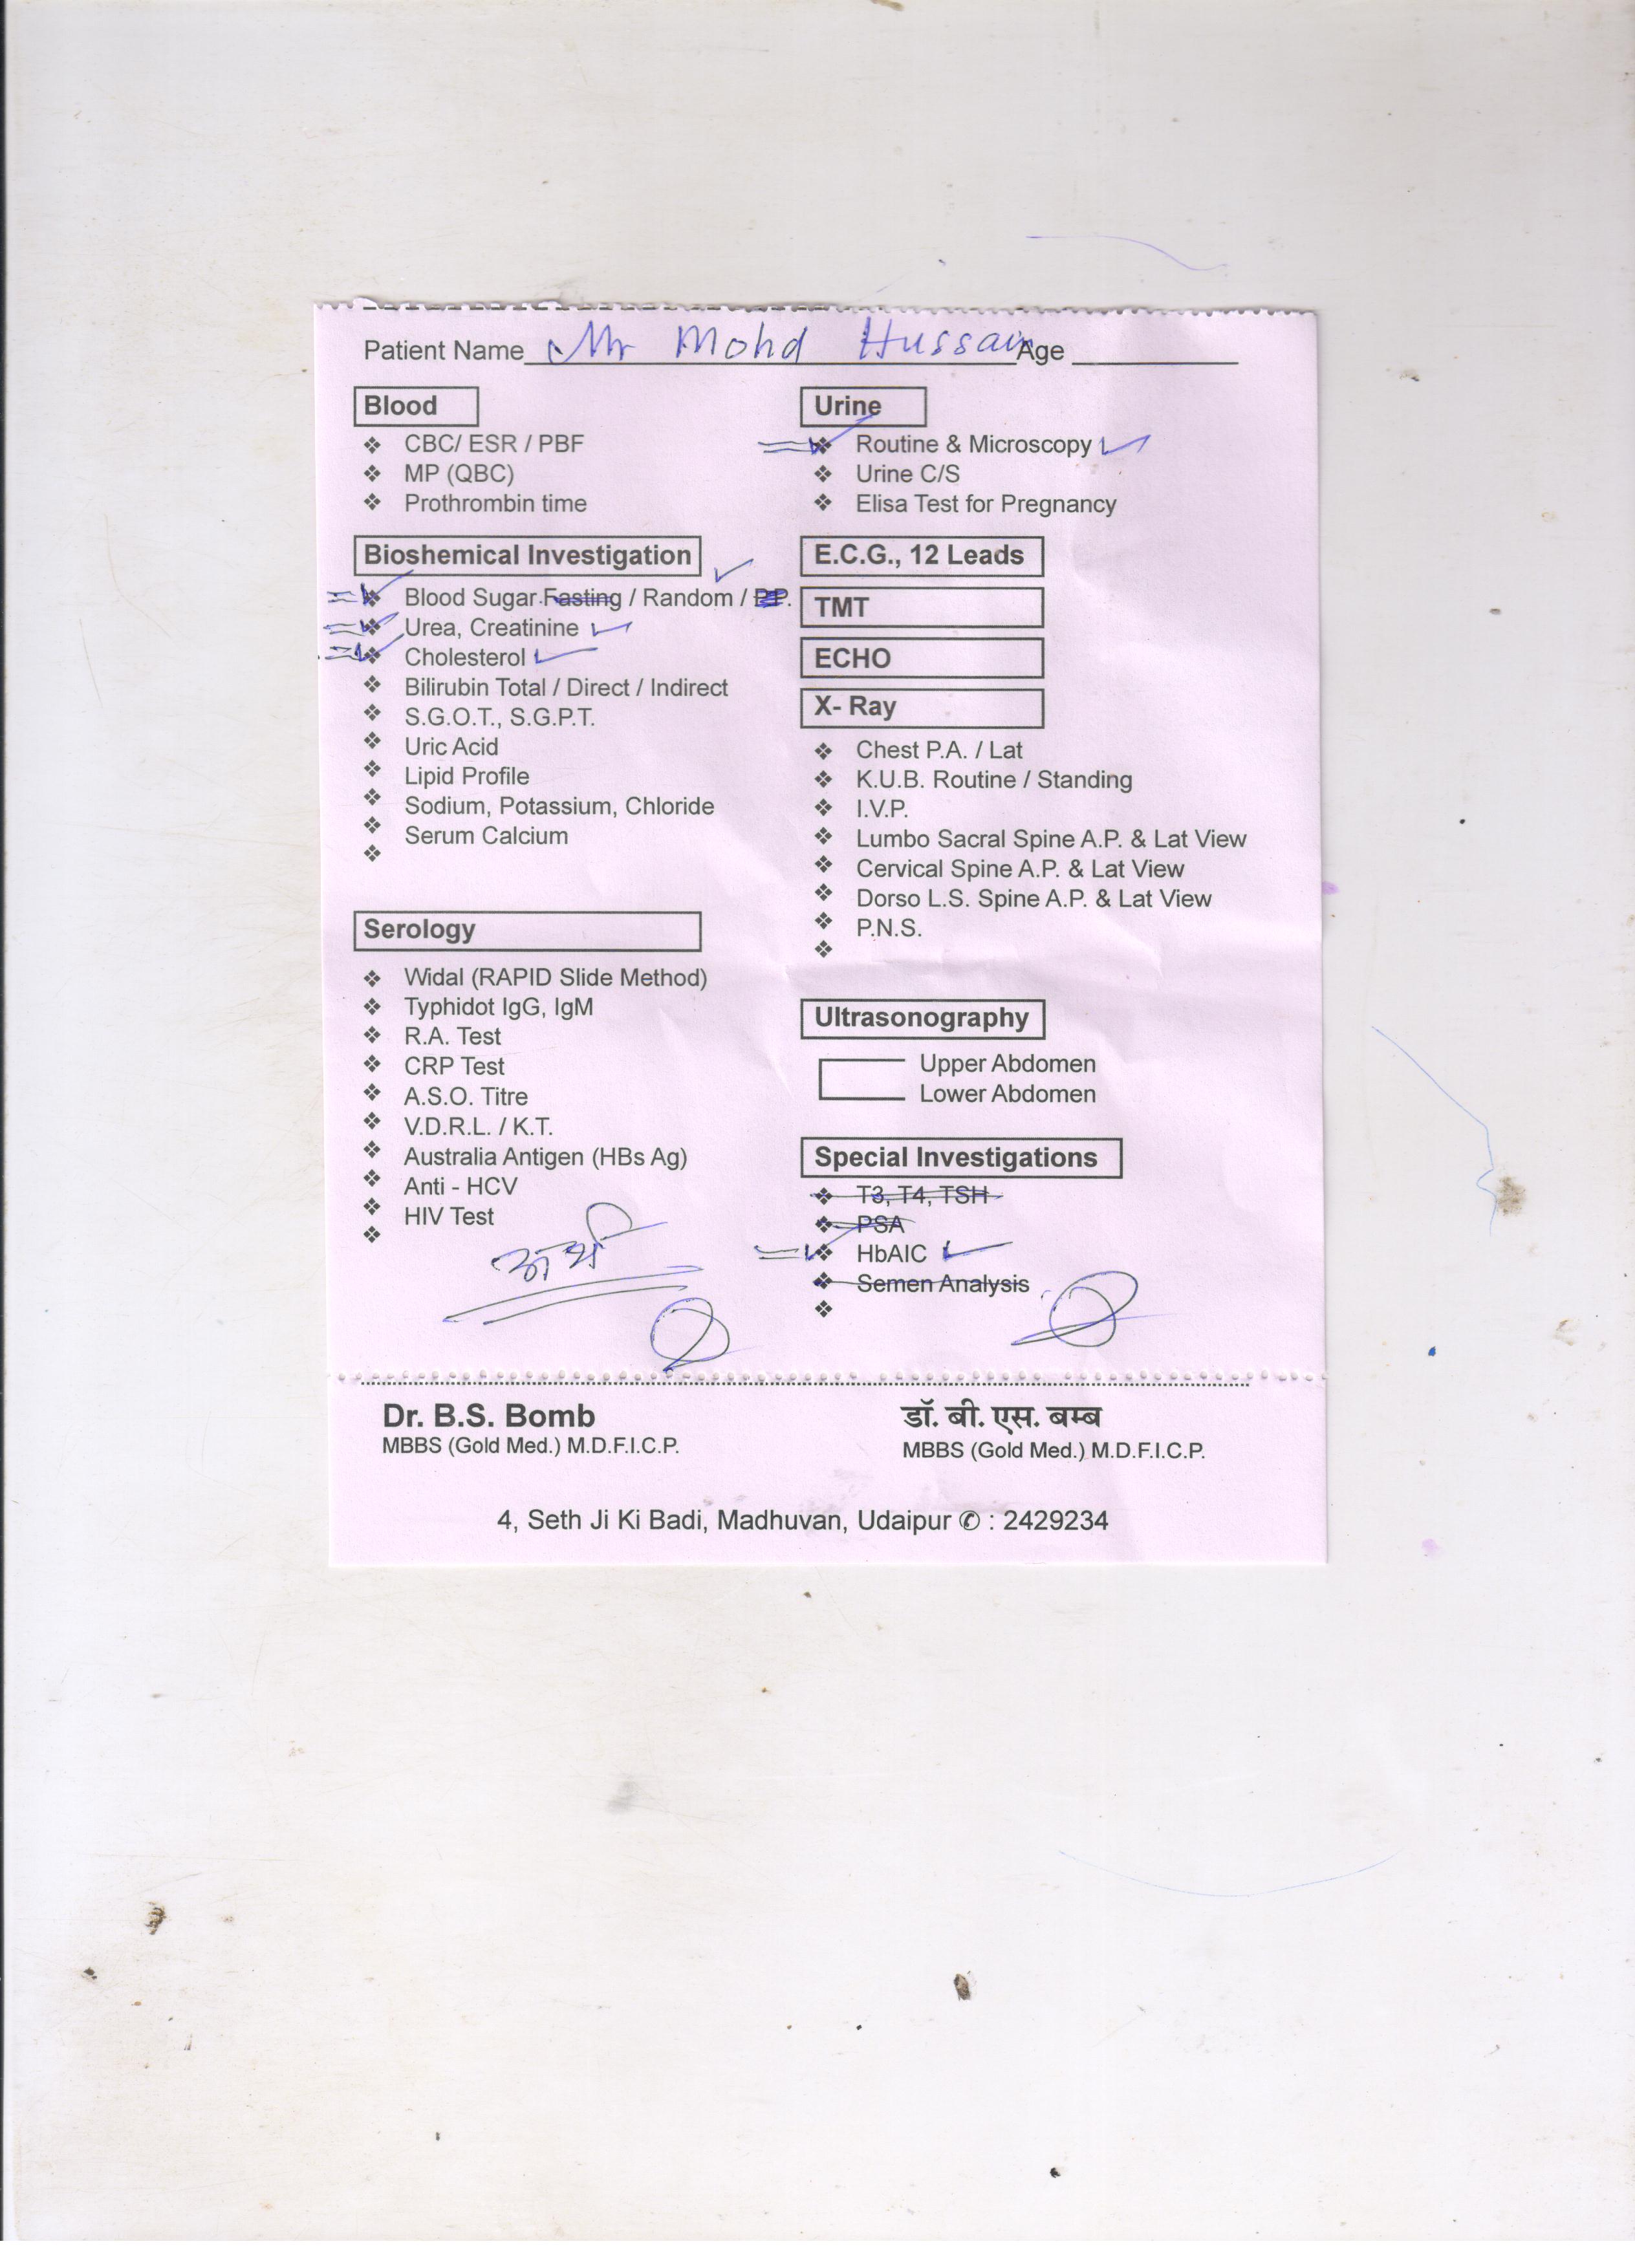 Patient Name Mr Mohd Hussain Age
Blood
CBC/ ESR / PBF
MP (QBC)
Prothrombin time
Bioshemical Investigation
Blood Sugar Fasting / Random / PP.
Urea, Creatinine
Cholesterol
Bilirubin Total / Direct / Indirect
S.G.O.T., S.G.P.T.
Uric Acid
Lipid Profile
Sodium, Potassium, Chloride
Serum Calcium
Serology
Widal (RAPID Slide Method)
Typhidot IgG, IgM
R.A. Test
CRP Test
A.S.O. Titre
V.D.R.L. / K.T.
Australia Antigen (HBs Ag)
Anti - HCV
HIV Test
Urine
Routine & Microscopy
Urine C/S
Elisa Test for Pregnancy
E.C.G., 12 Leads
TMT
ECHO
X- Ray
Chest P.A. / Lat
K.U.B. Routine / Standing
I.V.P.
Lumbo Sacral Spine A.P. & Lat View
Cervical Spine A.P. & Lat View
Dorso L.S. Spine A.P. & Lat View
P.N.S.
Ultrasonography
Upper Abdomen
Lower Abdomen
Special Investigations
T3, T4, TSH
PSA
HbAIC
Semen Analysis
Dr. B.S. Bomb
MBBS (Gold Med.) M.D.F.I.C.P.
डॉ. बी. एस. बम्ब
MBBS (Gold Med.) M.D.F.I.C.P.
4, Seth Ji Ki Badi, Madhuvan, Udaipur ✆ : 2429234